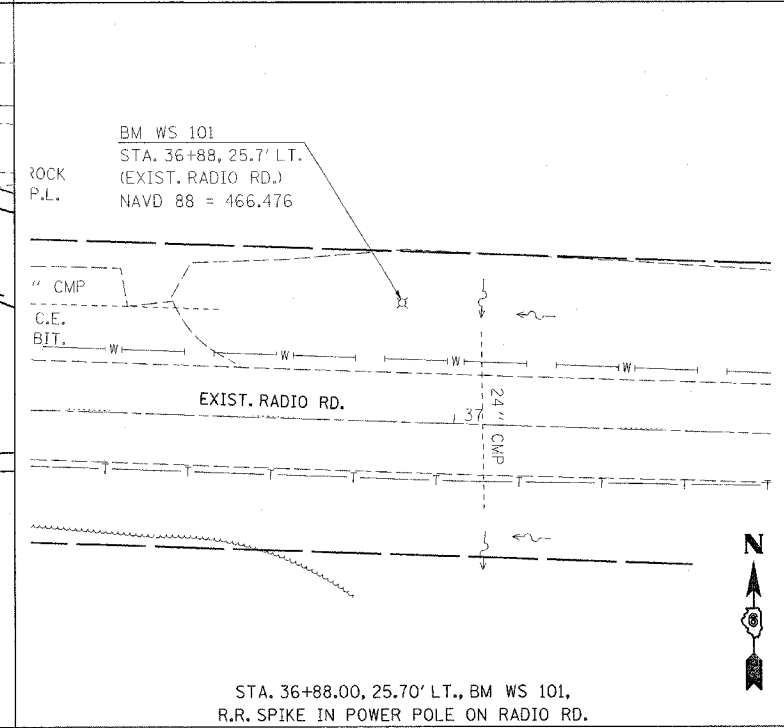 BM WS 101
STA. 36+88, 25.7' LT.
(EXIST. RADIO RD.)
NAVD 88 = 466.476
ROCK
P.L.
" CMP
C.E.
BIT.
W W W W
EXIST. RADIO RD.
37
24" CMP
T T T T T T T T T
N
6
STA. 36+88.00, 25.70' LT., BM WS 101,
R.R. SPIKE IN POWER POLE ON RADIO RD.